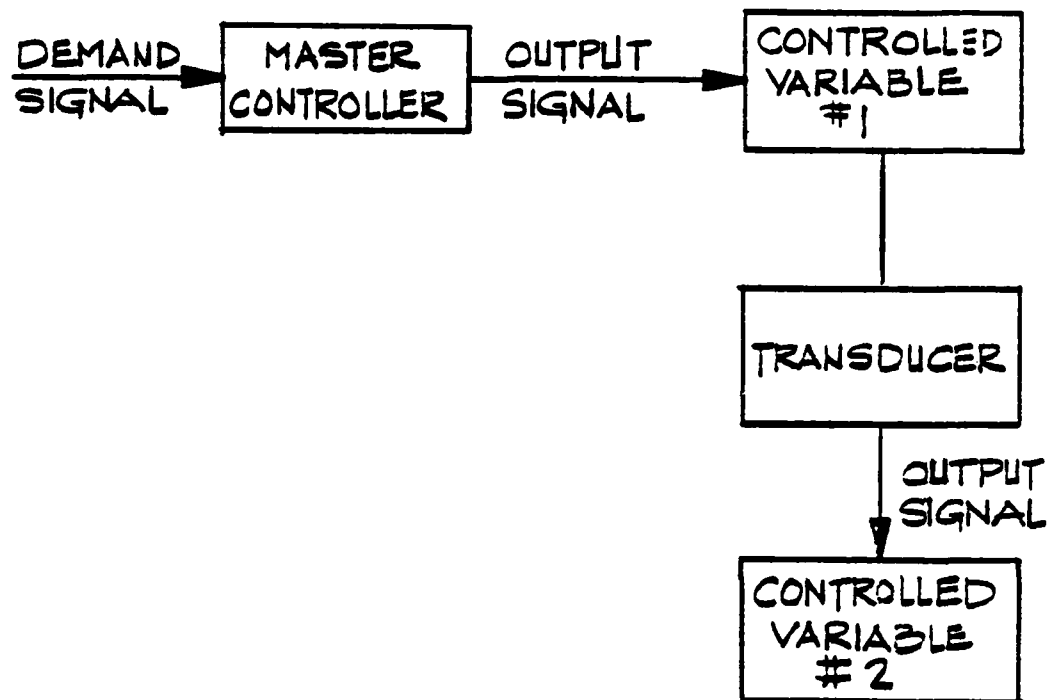 DEMAND
SIGNAL
MASTER
CONTROLLER
OUTPUT
SIGNAL
CONTROLLED
VARIABLE
#1
TRANSDUCER
OUTPUT
SIGNAL
CONTROLLED
VARIABLE
#2